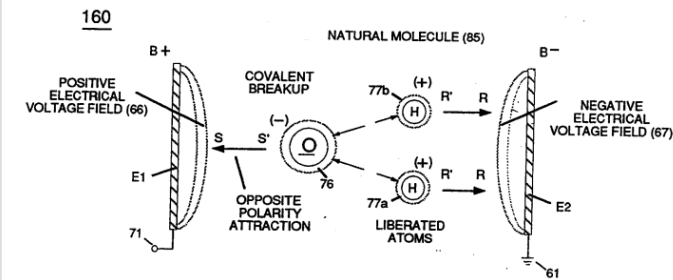 160
NATURAL MOLECULE (85)
B+
B−
COVALENT
BREAKUP
POSITIVE
ELECTRICAL
VOLTAGE FIELD (66)
77b
(+)
H
R'
R
NEGATIVE
ELECTRICAL
VOLTAGE FIELD (67)
(−)
S
S'
O
76
(+)
H
R'
R
77a
E1
E2
OPPOSITE
POLARITY
ATTRACTION
LIBERATED
ATOMS
71
61